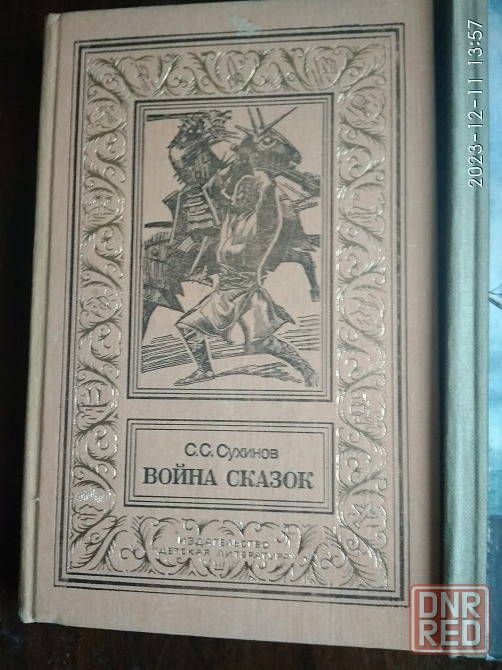 2023-12-11 13:57
С.С. Сухинов
ВОЙНА СКАЗОК
ИЗДАТЕЛЬСТВО
"ДЕТСКАЯ ЛИТЕРАТУРА"
DNR
RED